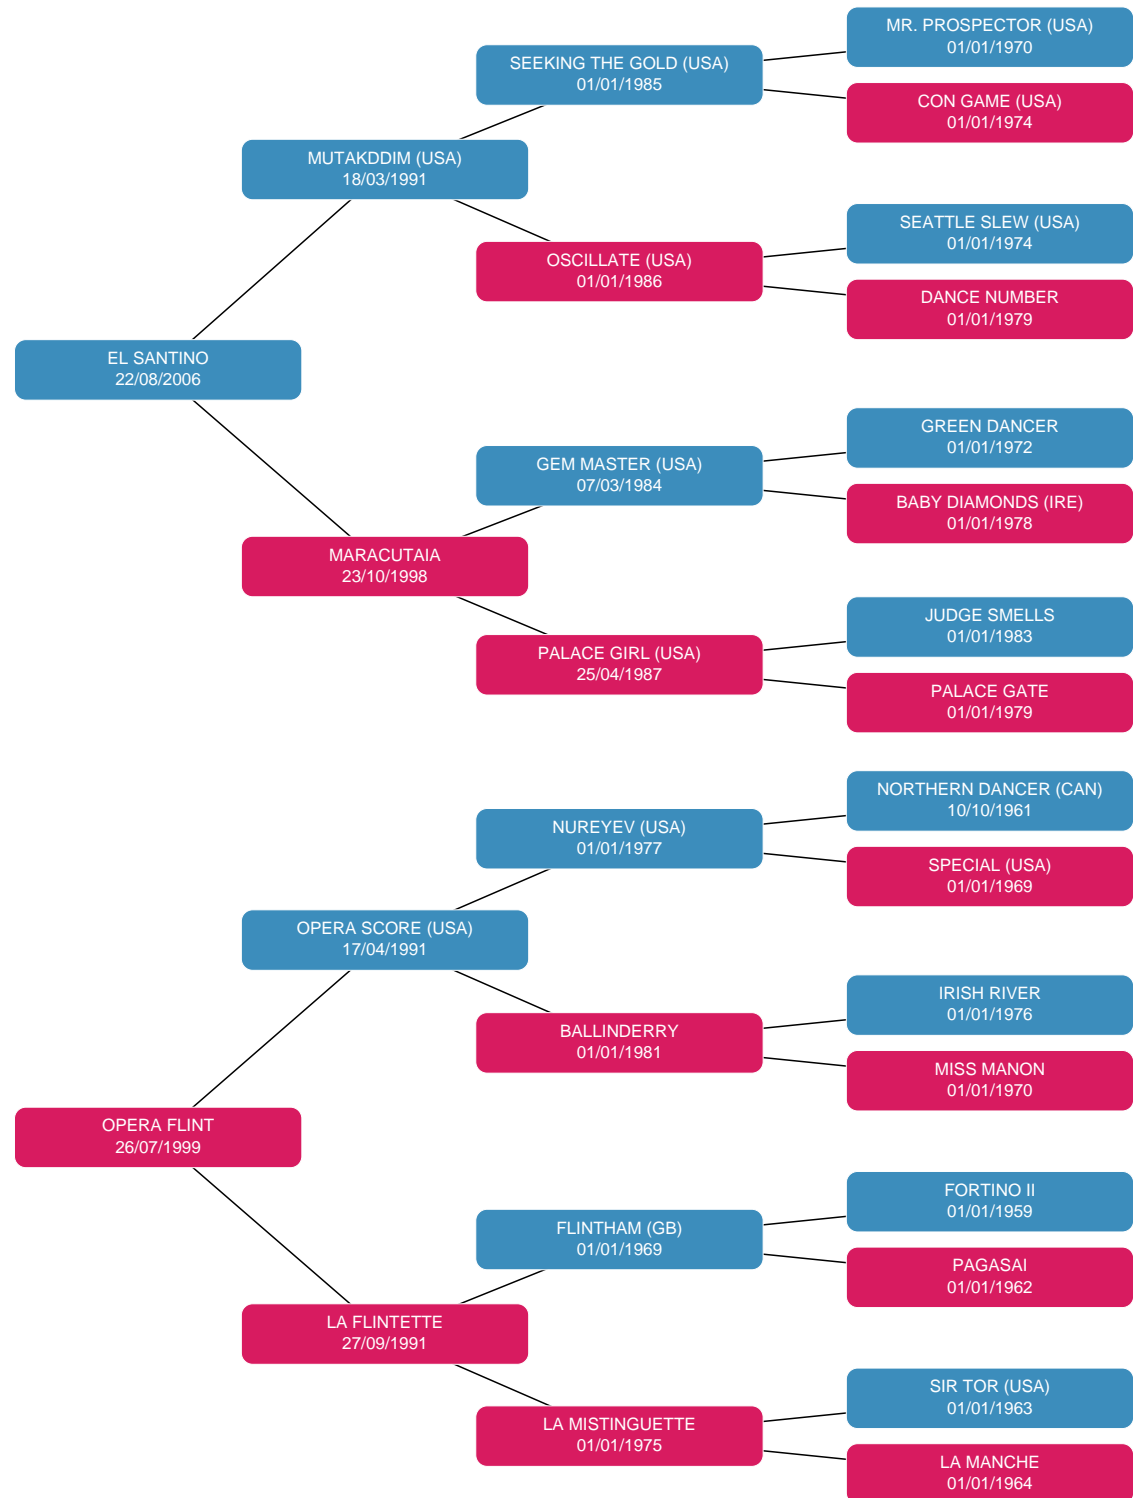 MR. PROSPECTOR (USA)
01/01/1970
SEEKING THE GOLD (USA)
01/01/1985
CON GAME (USA)
01/01/1974
MUTAKDDIM (USA)
18/03/1991
SEATTLE SLEW (USA)
01/01/1974
OSCILLATE (USA)
01/01/1986
DANCE NUMBER
01/01/1979
EL SANTINO
22/08/2006
GREEN DANCER
01/01/1972
GEM MASTER (USA)
07/03/1984
BABY DIAMONDS (IRE)
01/01/1978
MARACUTAIA
23/10/1998
JUDGE SMELLS
01/01/1983
PALACE GIRL (USA)
25/04/1987
PALACE GATE
01/01/1979
NORTHERN DANCER (CAN)
10/10/1961
NUREYEV (USA)
01/01/1977
SPECIAL (USA)
01/01/1969
OPERA SCORE (USA)
17/04/1991
IRISH RIVER
01/01/1976
BALLINDERRY
01/01/1981
MISS MANON
01/01/1970
OPERA FLINT
26/07/1999
FORTINO II
01/01/1959
FLINTHAM (GB)
01/01/1969
PAGASAI
01/01/1962
LA FLINTETTE
27/09/1991
SIR TOR (USA)
01/01/1963
LA MISTINGUETTE
01/01/1975
LA MANCHE
01/01/1964